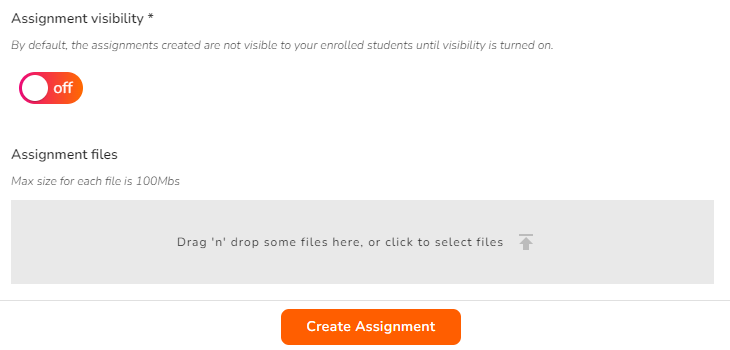 Assignment visibility *
By default, the assignments created are not visible to your enrolled students until visibility is turned on.
off
Assignment files
Max size for each file is 100Mbs
Drag 'n' drop some files here, or click to select files
Create Assignment